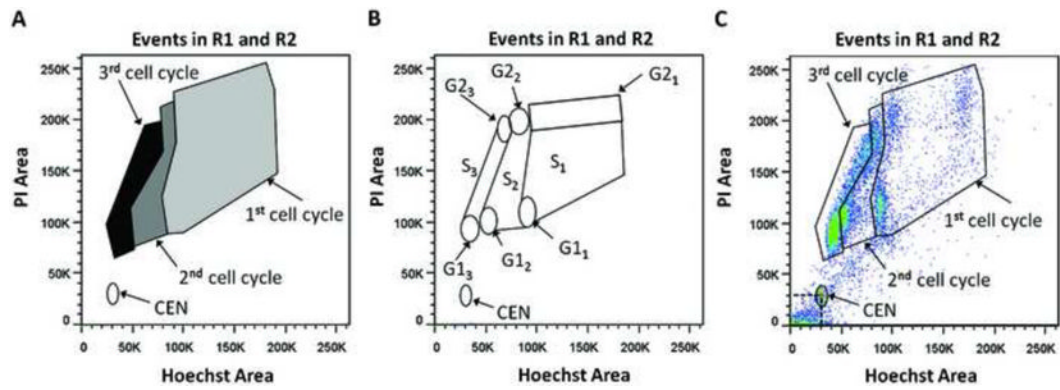 A
Events in R1 and R2
3rd cell cycle
1st cell cycle
2nd cell cycle
CEN
PI Area
250K
200K
150K
100K
50K
0
0 50K 100K 150K 200K 250K
Hoechst Area
B
Events in R1 and R2
G2₂
G2₃
G2₁
S₃
S₂
S₁
G1₁
G1₂
G1₃
CEN
PI Area
250K
200K
150K
100K
50K
0
0 50K 100K 150K 200K 250K
Hoechst Area
C
Events in R1 and R2
3rd cell cycle
1st cell cycle
2nd cell cycle
CEN
PI Area
250K
200K
150K
100K
50K
0
0 50K 100K 150K 200K 250K
Hoechst Area